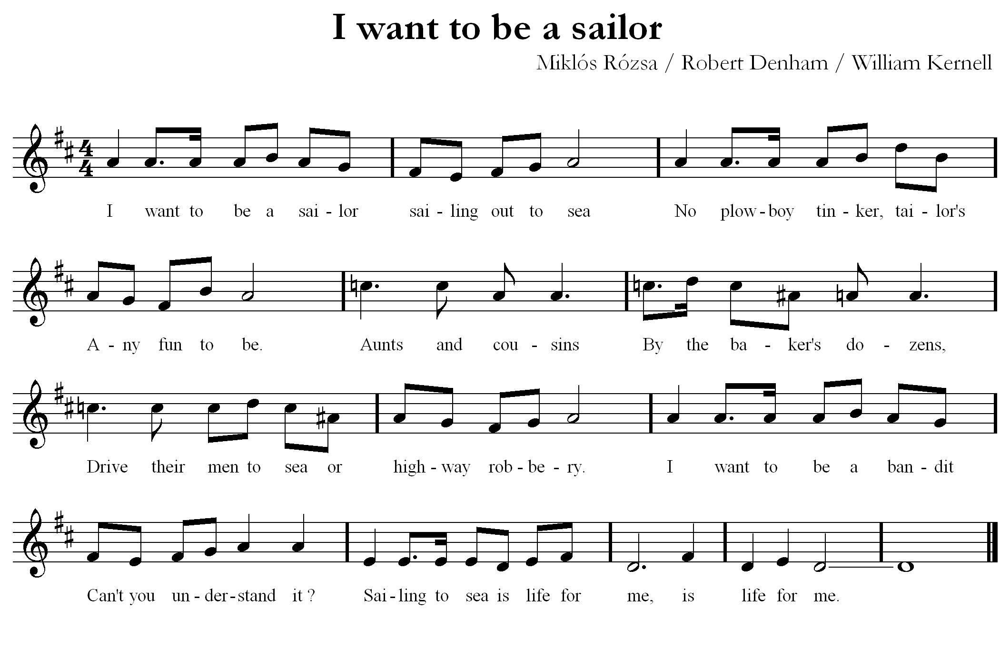 I want to be a sailor
Miklós Rózsa / Robert Denham / William Kernell
4
4
I want to be a sai - lor sai - ling out to sea No plow - boy tin - ker, tai - lor's
A - ny fun to be. Aunts and cou - sins By the ba - ker's do - zens,
Drive their men to sea or high - way rob - be - ry. I want to be a ban - dit
Can't you un - der - stand it ? Sai - ling to sea is life for me, is life for me.